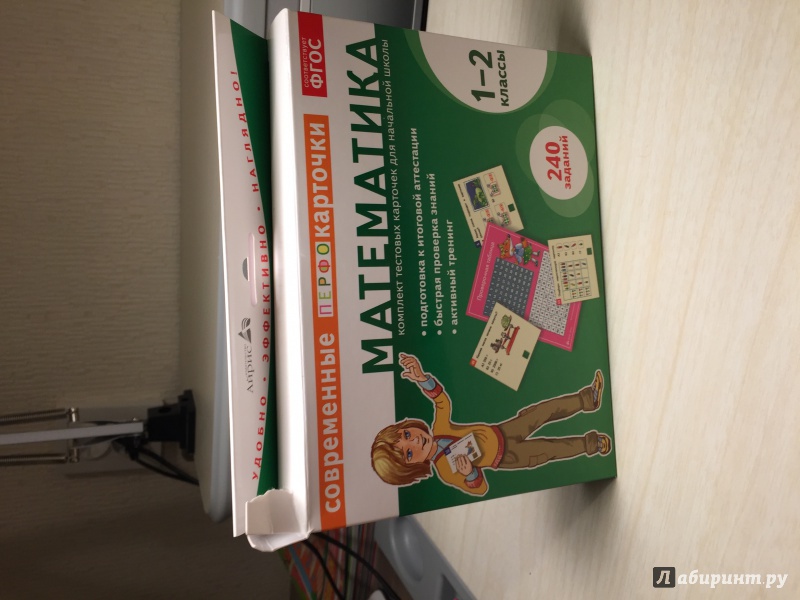 Айрис
УДОБНО • ЭФФЕКТИВНО • НАГЛЯДНО!
соответствует
ФГОС
современные ПЕРФОкарточки
МАТЕМАТИКА
комплект тестовых карточек для начальной школы
• подготовка к итоговой аттестации
• быстрая проверка знаний
• активный тренинг
1–2
классы
240
заданий
Лабиринт.ру